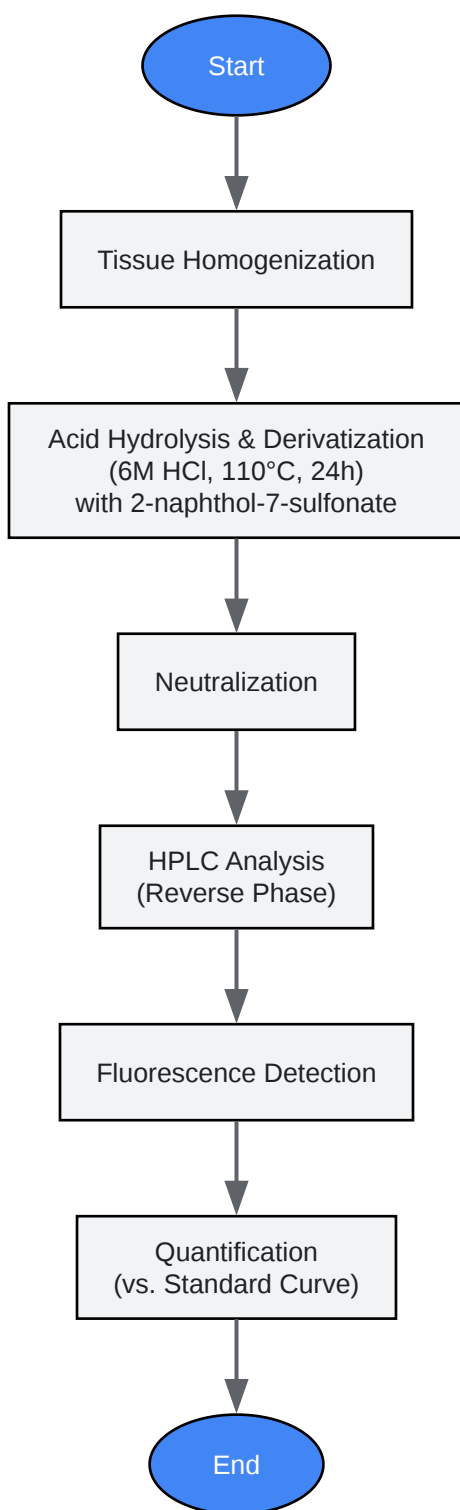 Start
Tissue Homogenization
Acid Hydrolysis & Derivatization
(6M HCl, 110°C, 24h)
with 2-naphthol-7-sulfonate
Neutralization
HPLC Analysis
(Reverse Phase)
Fluorescence Detection
Quantification
(vs. Standard Curve)
End